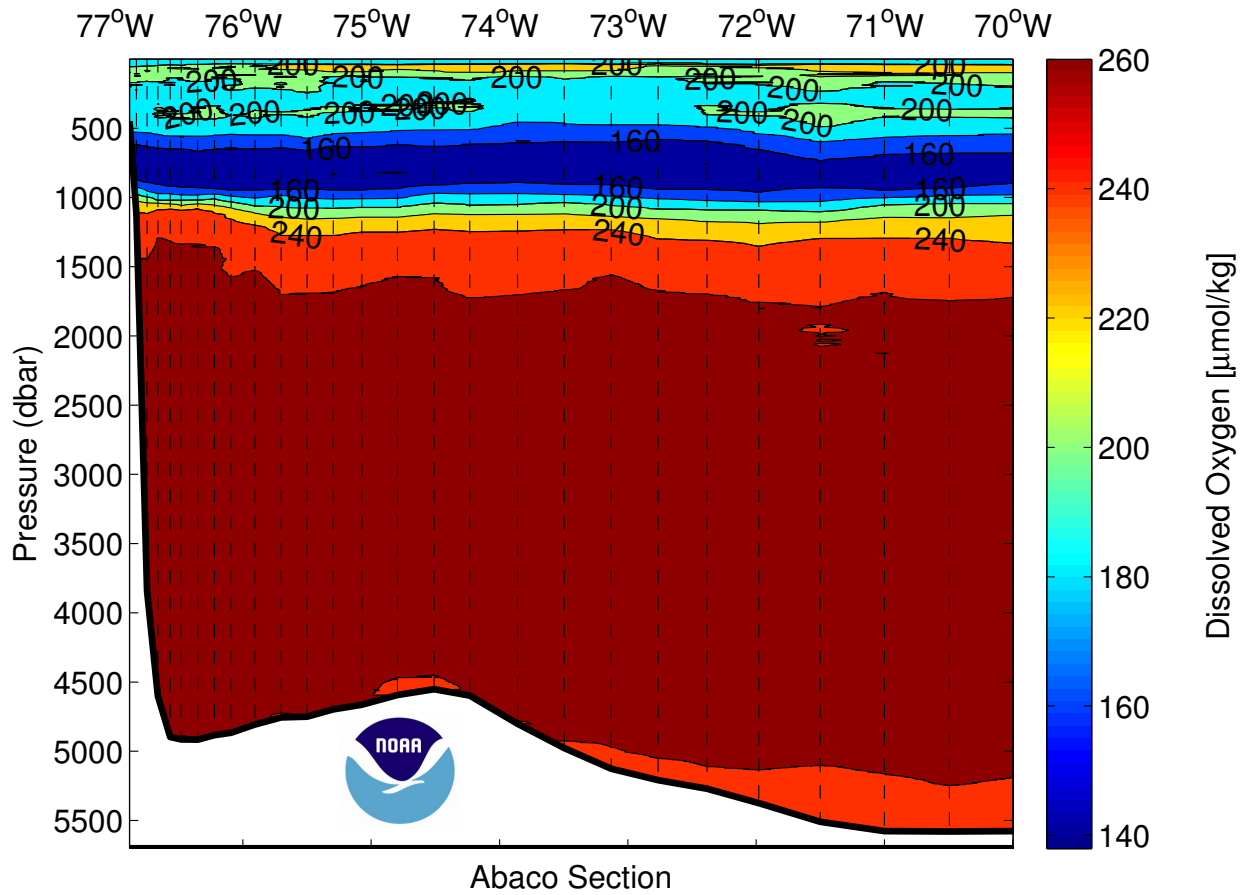 77°W 76°W 75°W 74°W 73°W 72°W 71°W 70°W
200 200 200 200 200 200 200
200 200 200 200 200 200 200 200 200
500
160 160 160
1000
160 160 160
200 200 200
240 240 240
1500
2000
2500
3000
3500
4000
4500
5000
5500
Pressure (dbar)
NOAA
Abaco Section
260
240
220
200
180
160
140
Dissolved Oxygen [μmol/kg]